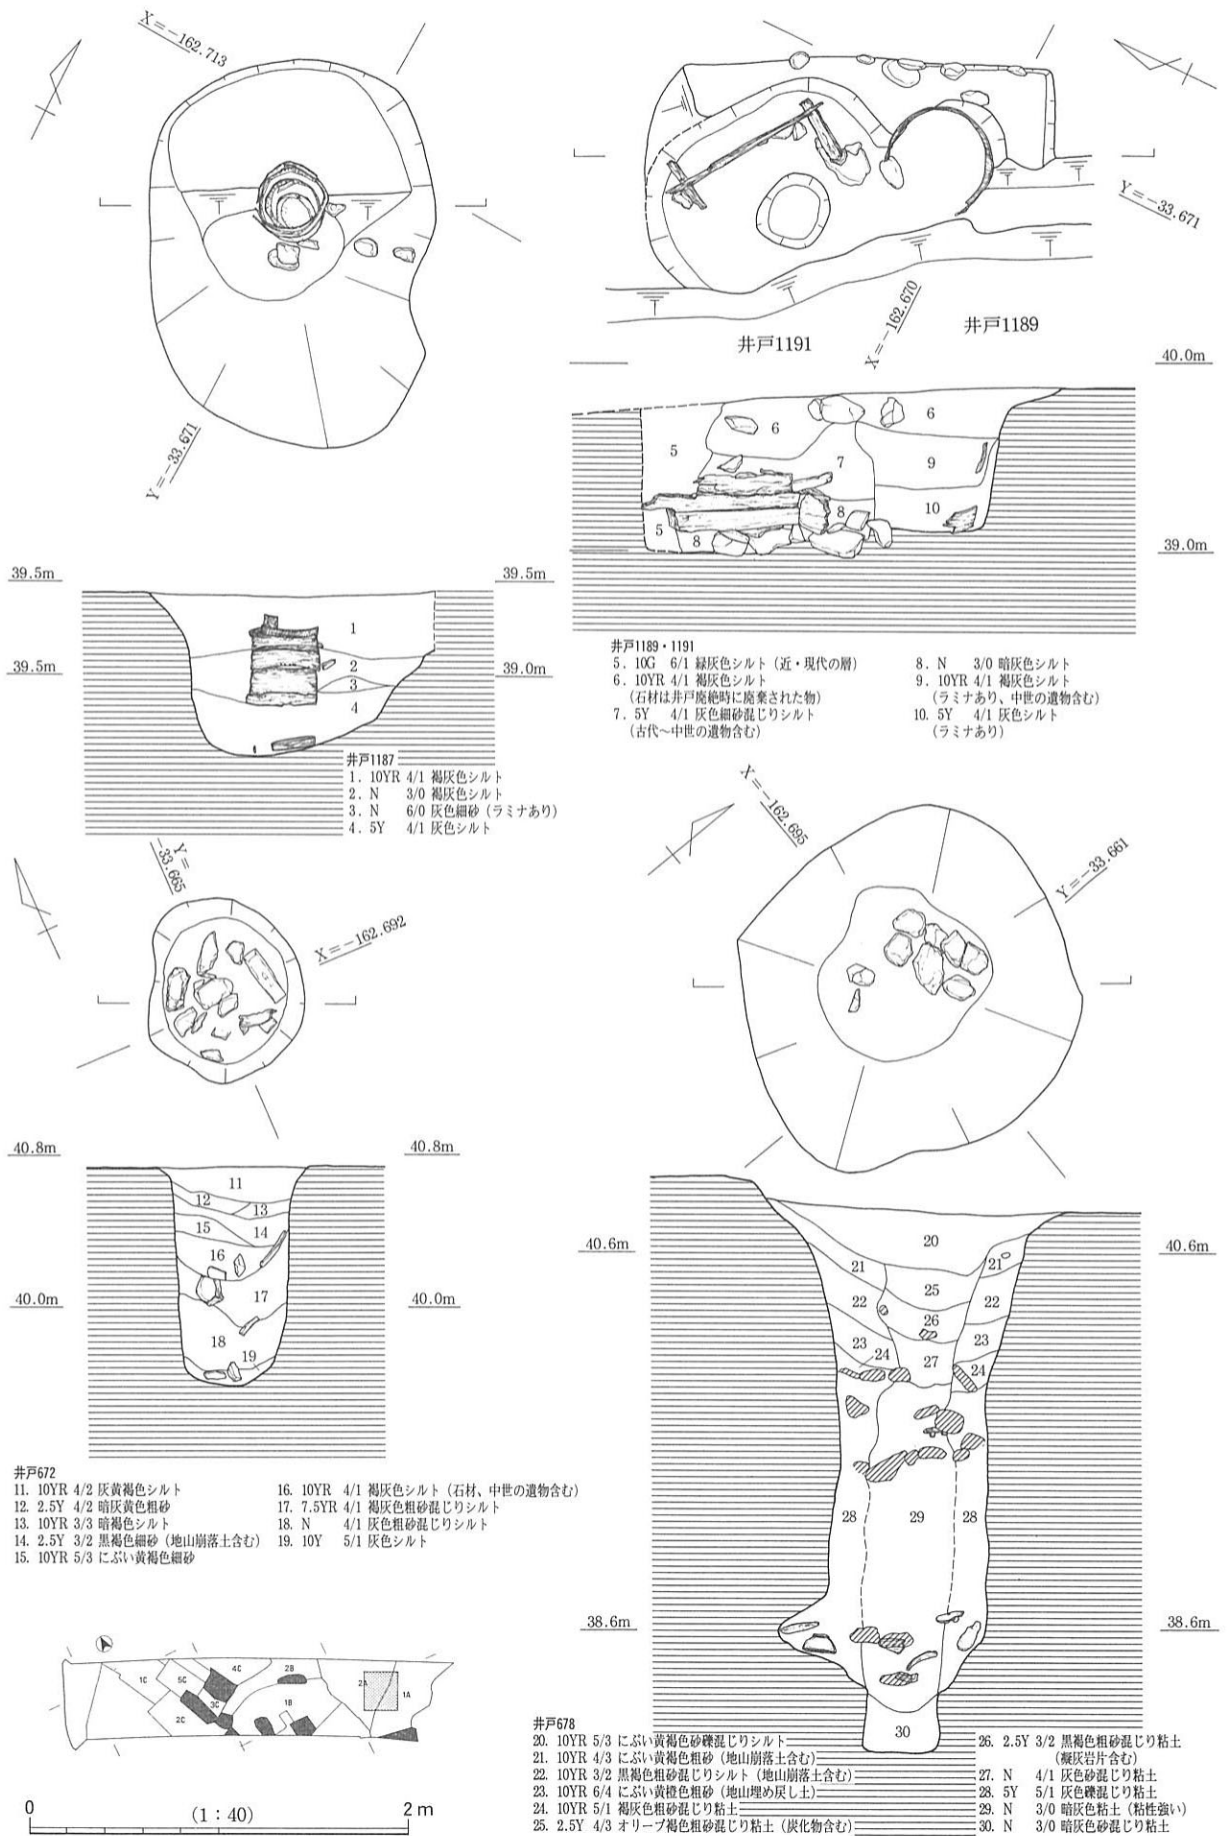 X=-162.713
Y=-33.671
39.5m
39.5m
39.5m
39.0m
1
2
3
4
井戸1187
1. 10YR 4/1 褐灰色シルト
2. N 3/0 褐灰色シルト
3. N 6/0 灰色細砂（ラミナあり）
4. 5Y 4/1 灰色シルト
Y=-33.671
X=-162.670
井戸1191
井戸1189
40.0m
39.0m
5
6
6
7
9
8
10
5
8
井戸1189・1191
5. 10G 6/1 緑灰色シルト（近・現代の層）
6. 10YR 4/1 褐灰色シルト
（石材は井戸廃絶時に廃棄された物）
7. 5Y 4/1 灰色細砂混じりシルト
（古代～中世の遺物含む）
8. N 3/0 暗灰色シルト
9. 10YR 4/1 褐灰色シルト
（ラミナあり、中世の遺物含む）
10. 5Y 4/1 灰色シルト
（ラミナあり）
Y=
-33.665
X=-162.692
40.8m
40.8m
40.0m
40.0m
11
12
13
15
14
16
17
18
19
井戸672
11. 10YR 4/2 灰黄褐色シルト
12. 2.5Y 4/2 暗灰黄色粗砂
13. 10YR 3/3 暗褐色シルト
14. 2.5Y 3/2 黒褐色細砂（地山崩落土含む）
15. 10YR 5/3 にぶい黄褐色細砂
16. 10YR 4/1 褐灰色シルト（石材、中世の遺物含む）
17. 7.5YR 4/1 褐灰色粗砂混じりシルト
18. N 4/1 灰色粗砂混じりシルト
19. 10Y 5/1 灰色シルト
X=-162.695
Y=-33.661
40.6m
40.6m
38.6m
38.6m
20
21
21
25
22
22
26
23
23
24
27
24
28
29
28
30
井戸678
20. 10YR 5/3 にぶい黄褐色砂礫混じりシルト
21. 10YR 4/3 にぶい黄褐色粗砂（地山崩落土含む）
22. 10YR 3/2 黒褐色粗砂混じりシルト（地山崩落土含む）
23. 10YR 6/4 にぶい黄橙色粗砂（地山埋め戻し土）
24. 10YR 5/1 褐灰色粗砂混じり粘土
25. 2.5Y 4/3 オリーブ褐色粗砂混じり粘土（炭化物含む）
26. 2.5Y 3/2 黒褐色粗砂混じり粘土
（凝灰岩片含む）
27. N 4/1 灰色砂混じり粘土
28. 5Y 5/1 灰色礫混じり粘土
29. N 3/0 暗灰色粘土（粘性強い）
30. N 3/0 暗灰色砂混じり粘土
1C
5C
4C
2B
2A
1A
3C
2C
1B
0
(1：40)
2m